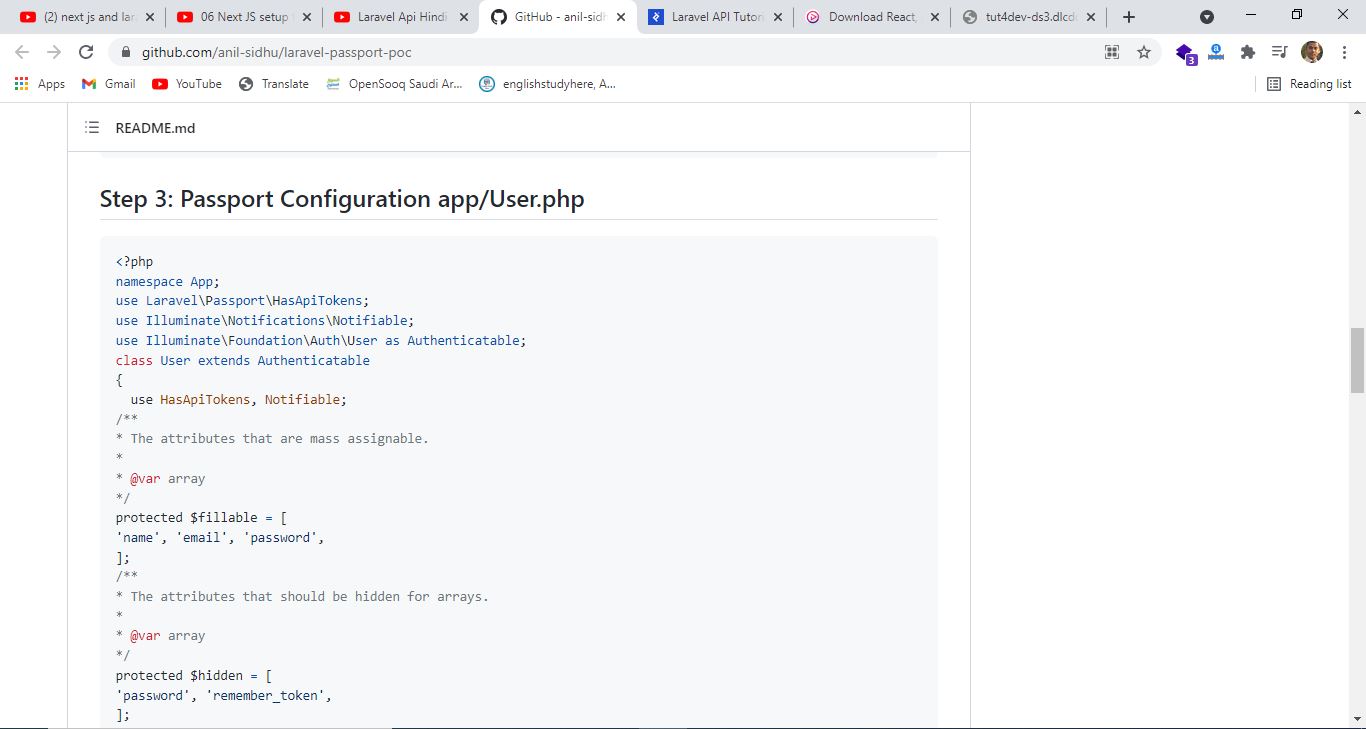 (2) next js and lar
06 Next JS setup
Laravel Api Hindi
GitHub - anil-sidh
Laravel API Tutor
Download React,
tut4dev-ds3.dlcd
github.com/anil-sidhu/laravel-passport-poc
3
Apps
Gmail
YouTube
Translate
OpenSooq Saudi Ar...
englishstudyhere, A...
Reading list
README.md
Step 3: Passport Configuration app/User.php
<?php
namespace App;
use Laravel\Passport\HasApiTokens;
use Illuminate\Notifications\Notifiable;
use Illuminate\Foundation\Auth\User as Authenticatable;
class User extends Authenticatable
{
use HasApiTokens, Notifiable;
/**
* The attributes that are mass assignable.
*
* @var array
*/
protected $fillable = [
'name', 'email', 'password',
];
/**
* The attributes that should be hidden for arrays.
*
* @var array
*/
protected $hidden = [
'password', 'remember_token',
];